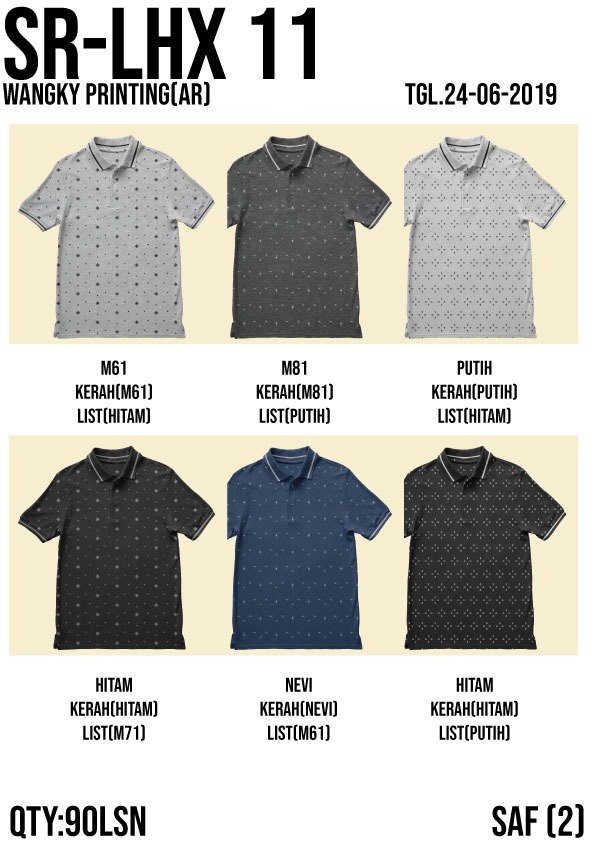 SR-LHX 11
WANGKY PRINTING(AR) TGL.24-06-2019
M61
KERAH(M61)
LIST(HITAM)
M81
KERAH(M81)
LIST(PUTIH)
PUTIH
KERAH(PUTIH)
LIST(HITAM)
HITAM
KERAH(HITAM)
LIST(M71)
NEVI
KERAH(NEVI)
LIST(M61)
HITAM
KERAH(HITAM)
LIST(PUTIH)
QTY:90LSN SAF (2)